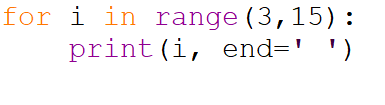 for i in range(3,15):
    print(i, end=' ')